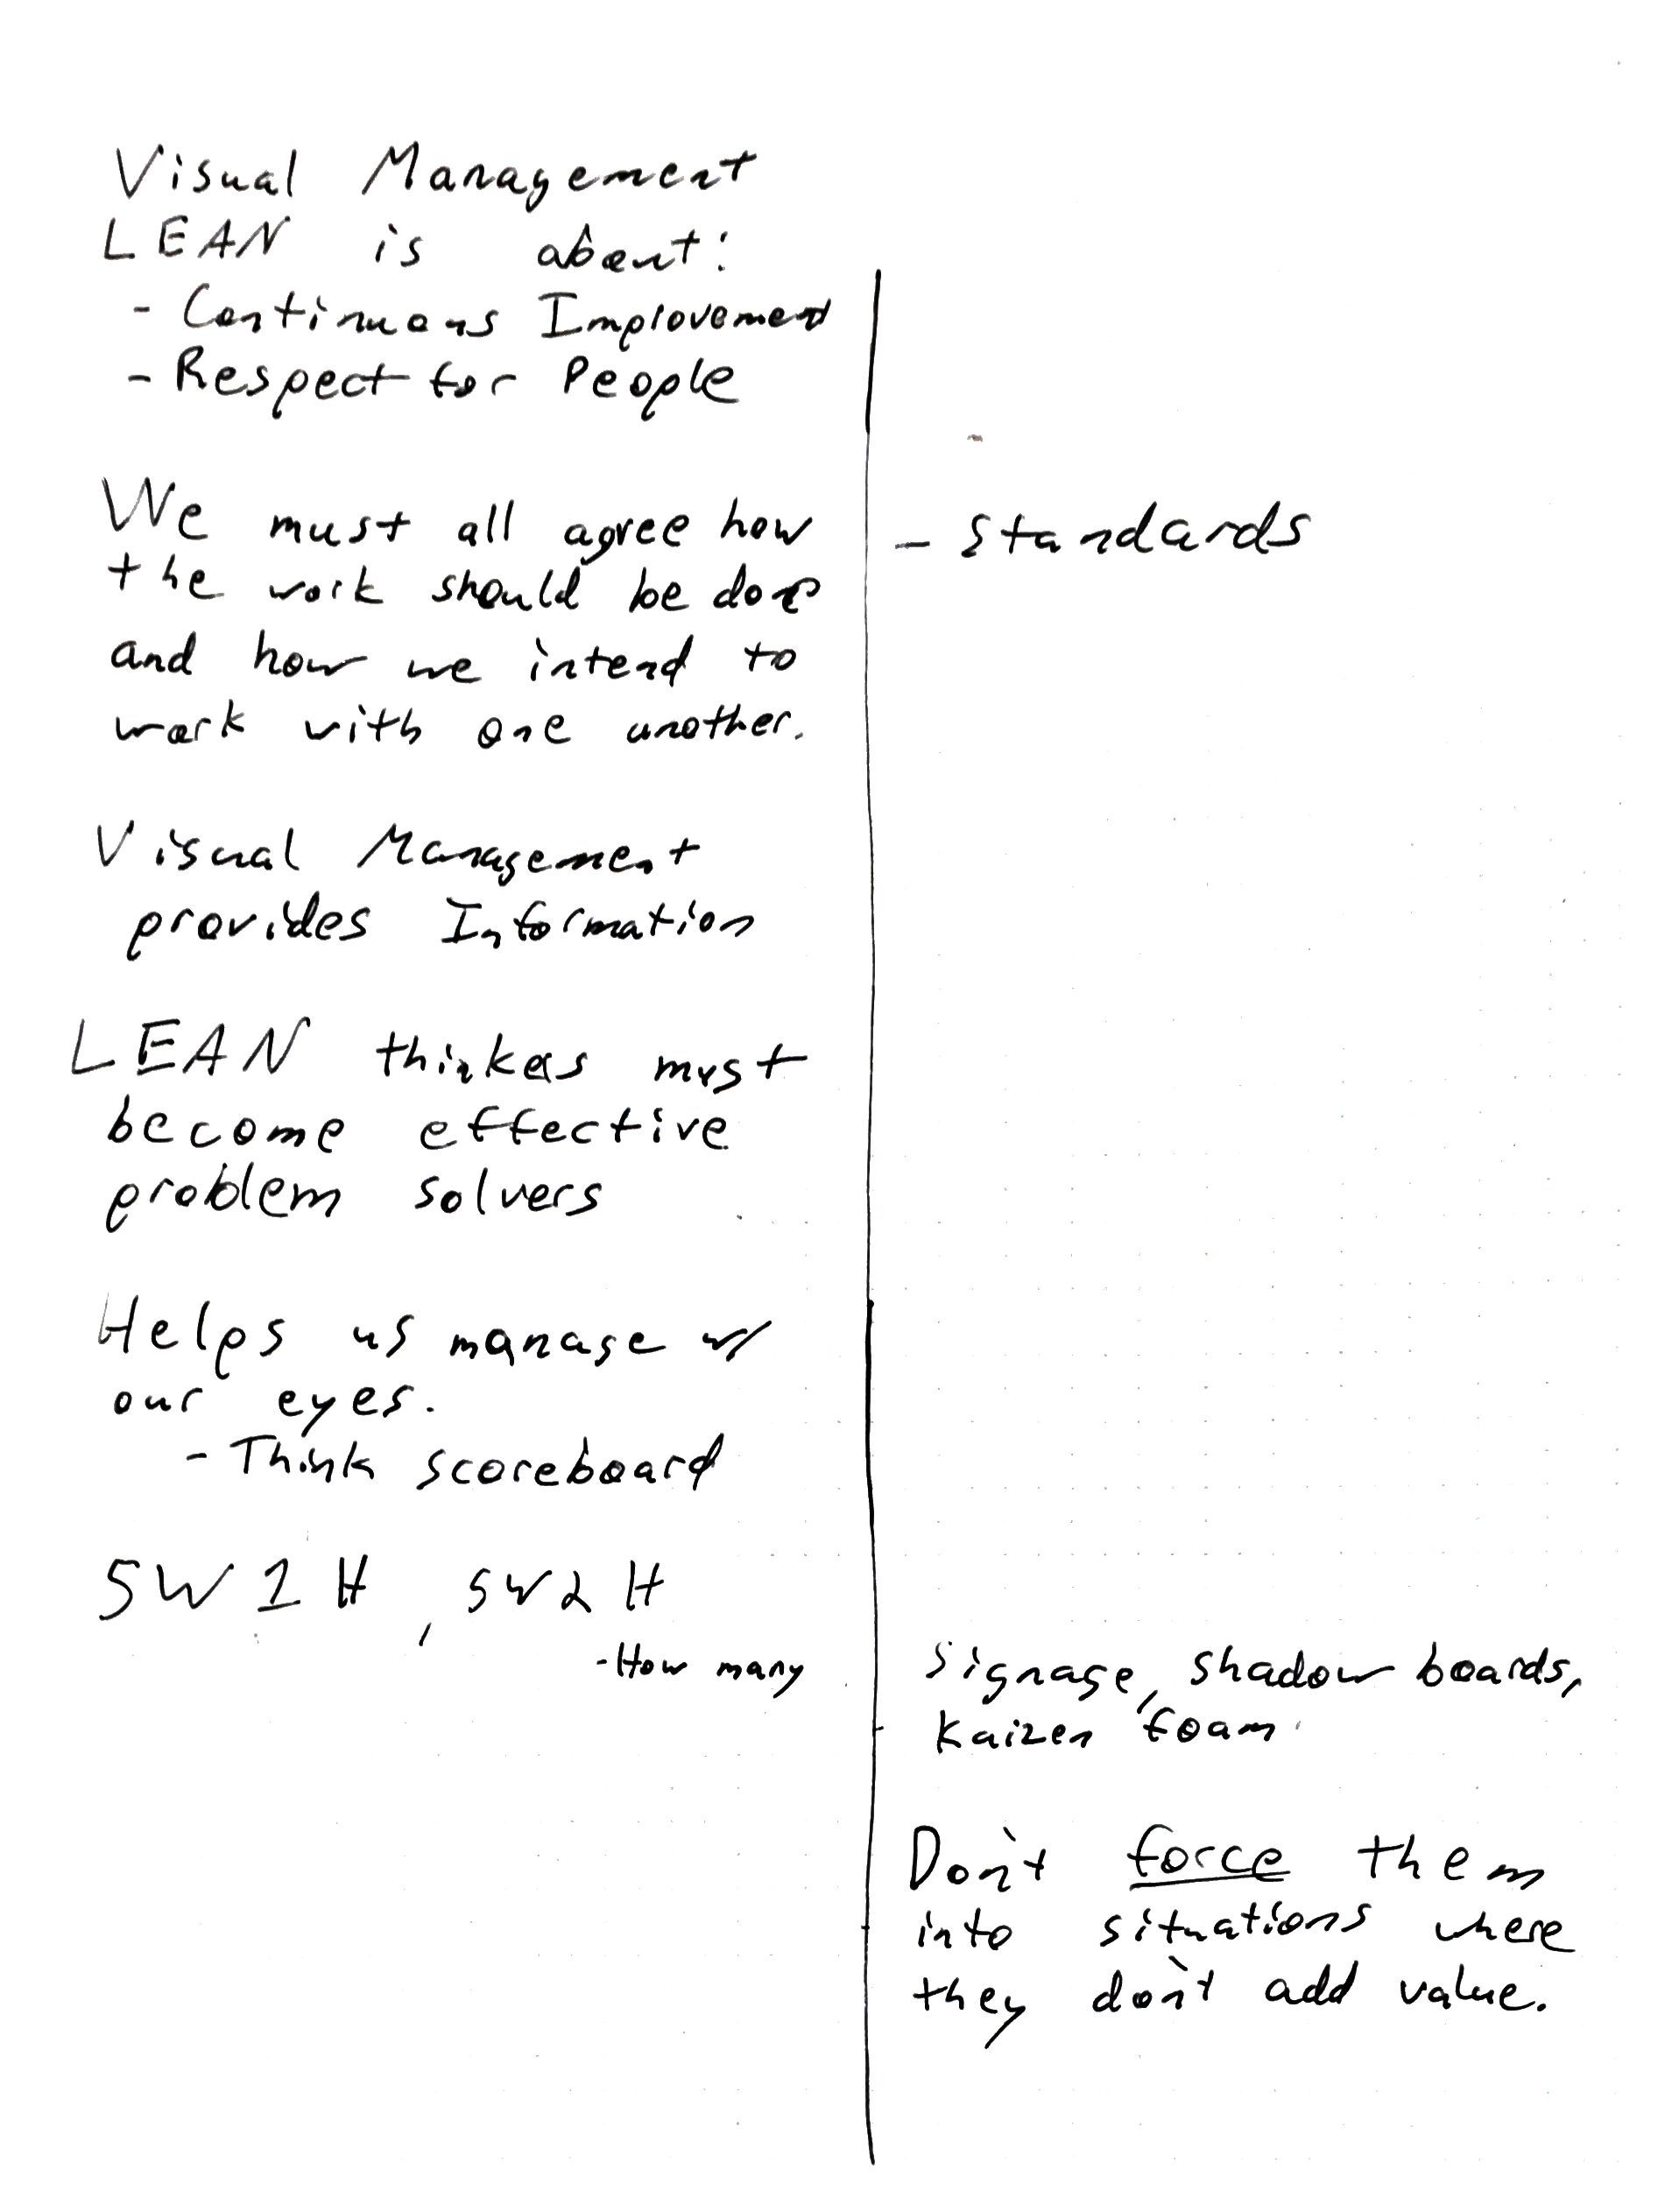 Visual Management
LEAN is about:
- Continuous Improvement
- Respect for People
We must all agree how
the work should be done
and how we intend to
work with one another.
Visual Management
provides Information
LEAN thinkers must
become effective
problem solvers
Helps us manage w/
our eyes.
- Think scoreboard
5W1H, 5W2H
- How many
- Standards
Signage, shadow boards,
Kaizen foam
Don't force them
into situations where
they don't add value.